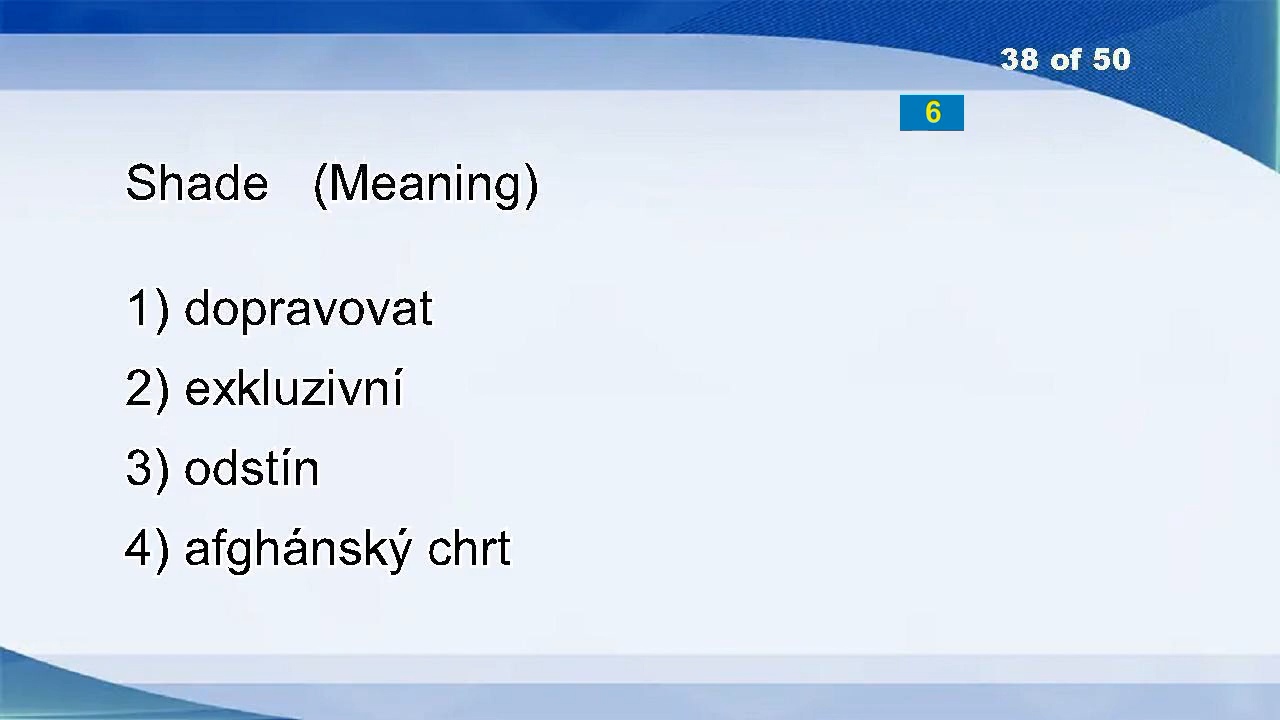 38 of 50
6
Shade (Meaning)
1) dopravovat
2) exkluzivní
3) odstín
4) afghánský chrt